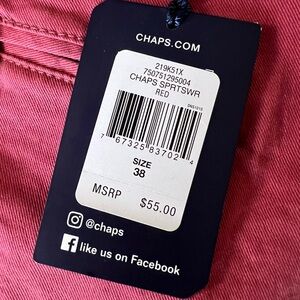 CHAPS.COM
219K51X
750751295004
CHAPS SPRTSWR
RED
7 67325 83702 4
SIZE
38
MSRP $55.00
@chaps
like us on Facebook